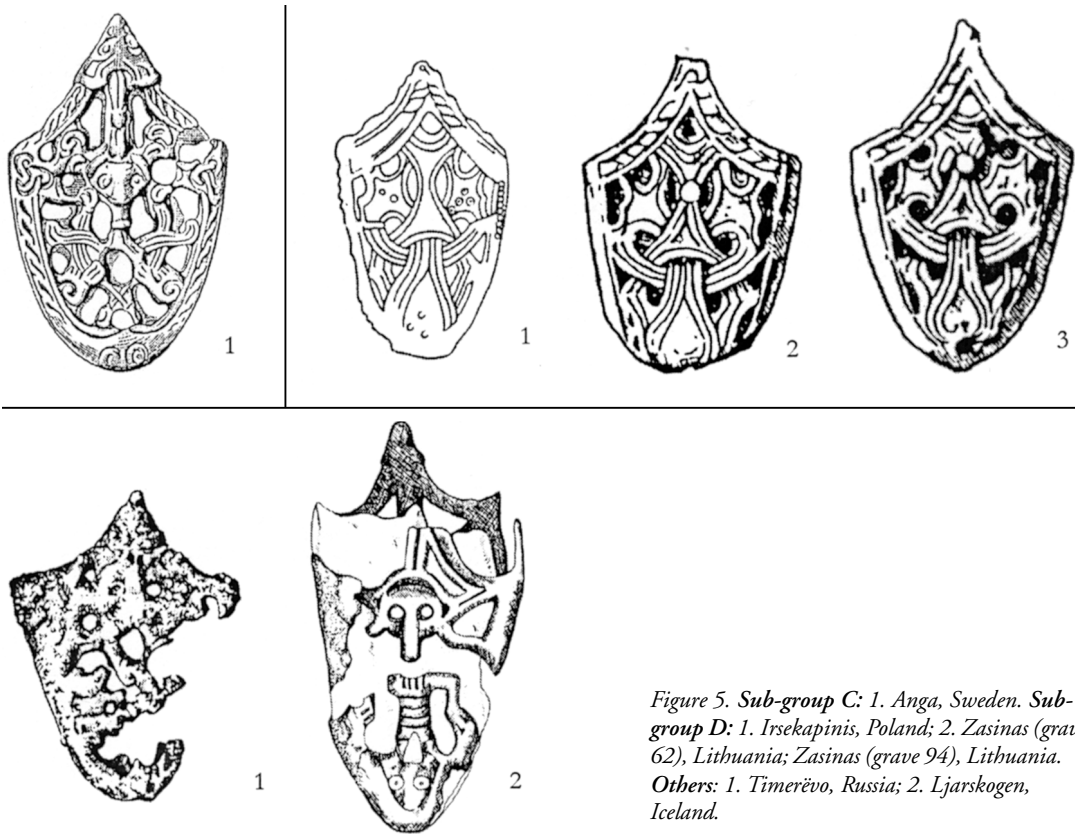 1
1
2
3
1
2
Figure 5. Sub-group C: 1. Anga, Sweden. Sub-
group D: 1. Irsekapinis, Poland; 2. Zasinas (grav
62), Lithuania; Zasinas (grave 94), Lithuania.
Others: 1. Timerëvo, Russia; 2. Ljarskogen,
Iceland.